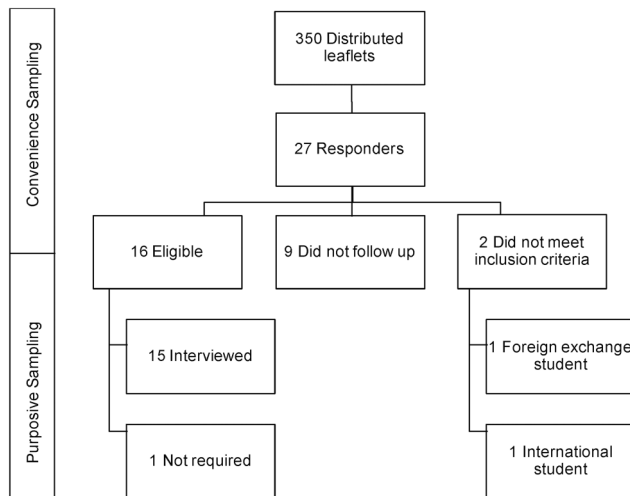 Convenience Sampling
Purposive Sampling
350 Distributed
leaflets
27 Responders
16 Eligible
9 Did not follow up
2 Did not meet
inclusion criteria
15 Interviewed
1 Not required
1 Foreign exchange
student
1 International
student